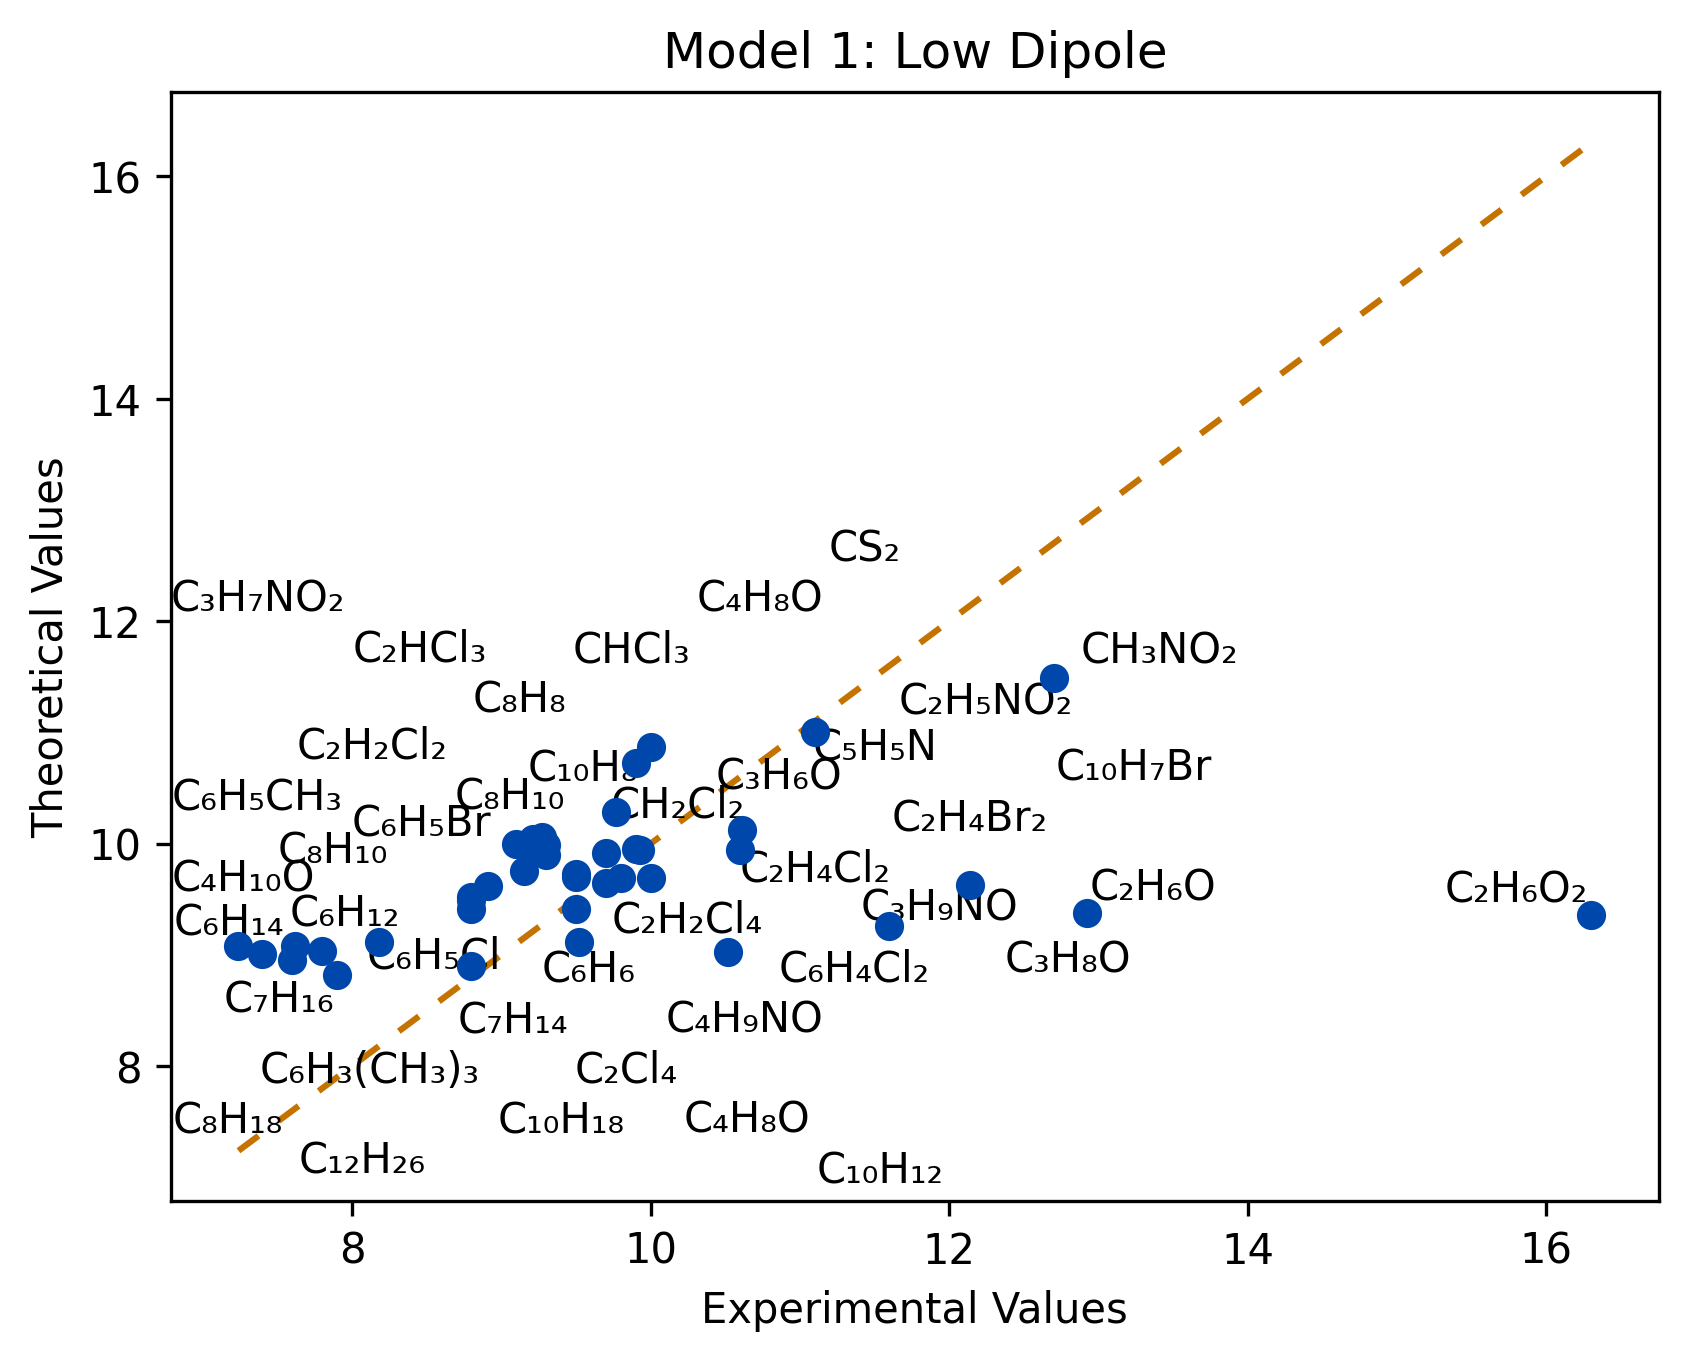 Model 1: Low Dipole
Theoretical Values
16
14
12
10
8
CS₂
C₃H₇NO₂
C₄H₈O
C₂HCl₃
CHCl₃
CH₃NO₂
C₈H₈
C₂H₅NO₂
C₂H₂Cl₂
C₅H₅N
C₁₀H₈
C₃H₆O
C₁₀H₇Br
C₆H₅CH₃
C₈H₁₀
CH₂Cl₂
C₆H₅Br
C₂H₄Br₂
C₈H₁₀
C₄H₁₀O
C₂H₄Cl₂
C₂H₆O
C₂H₆O₂
C₆H₁₄
C₆H₁₂
C₂H₂Cl₄
C₃H₉NO
C₆H₅Cl
C₆H₆
C₆H₄Cl₂
C₃H₈O
C₇H₁₆
C₇H₁₄
C₄H₉NO
C₆H₃(CH₃)₃
C₂Cl₄
C₈H₁₈
C₁₀H₁₈
C₄H₈O
C₁₂H₂₆
C₁₀H₁₂
8
10
12
14
16
Experimental Values